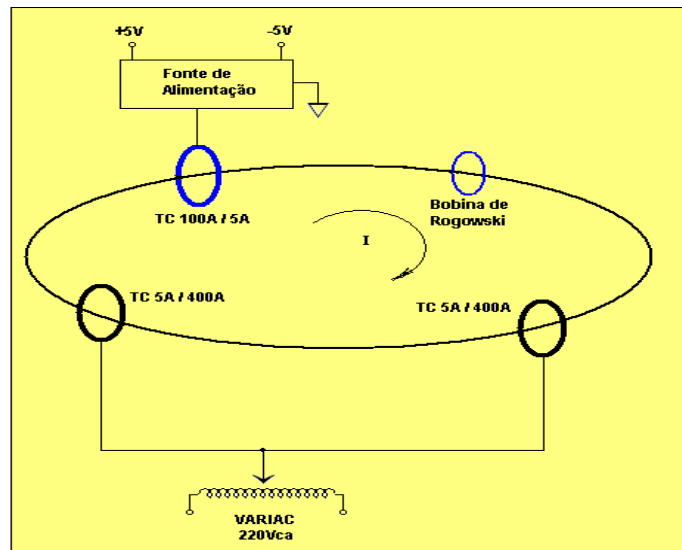 +5V
-5V
Fonte de
Alimentação
TC 100A / 5A
Bobina de
Rogowski
I
TC 5A / 400A
TC 5A / 400A
VARIAC
220Vca